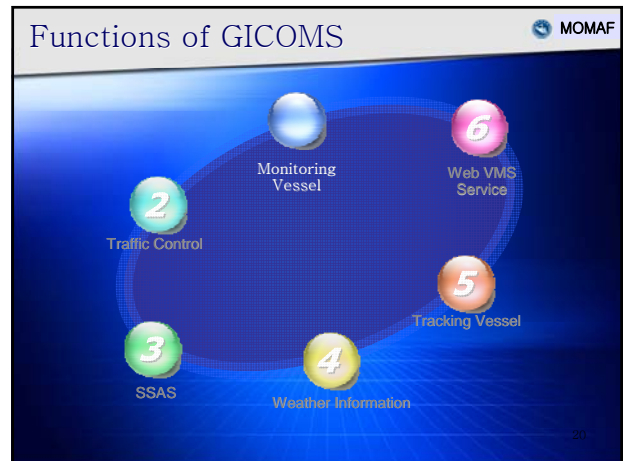 Functions of GICOMS
MOMAF
Monitoring
Vessel
2
Traffic Control
3
SSAS
4
Weather Information
5
Tracking Vessel
6
Web VMS
Service